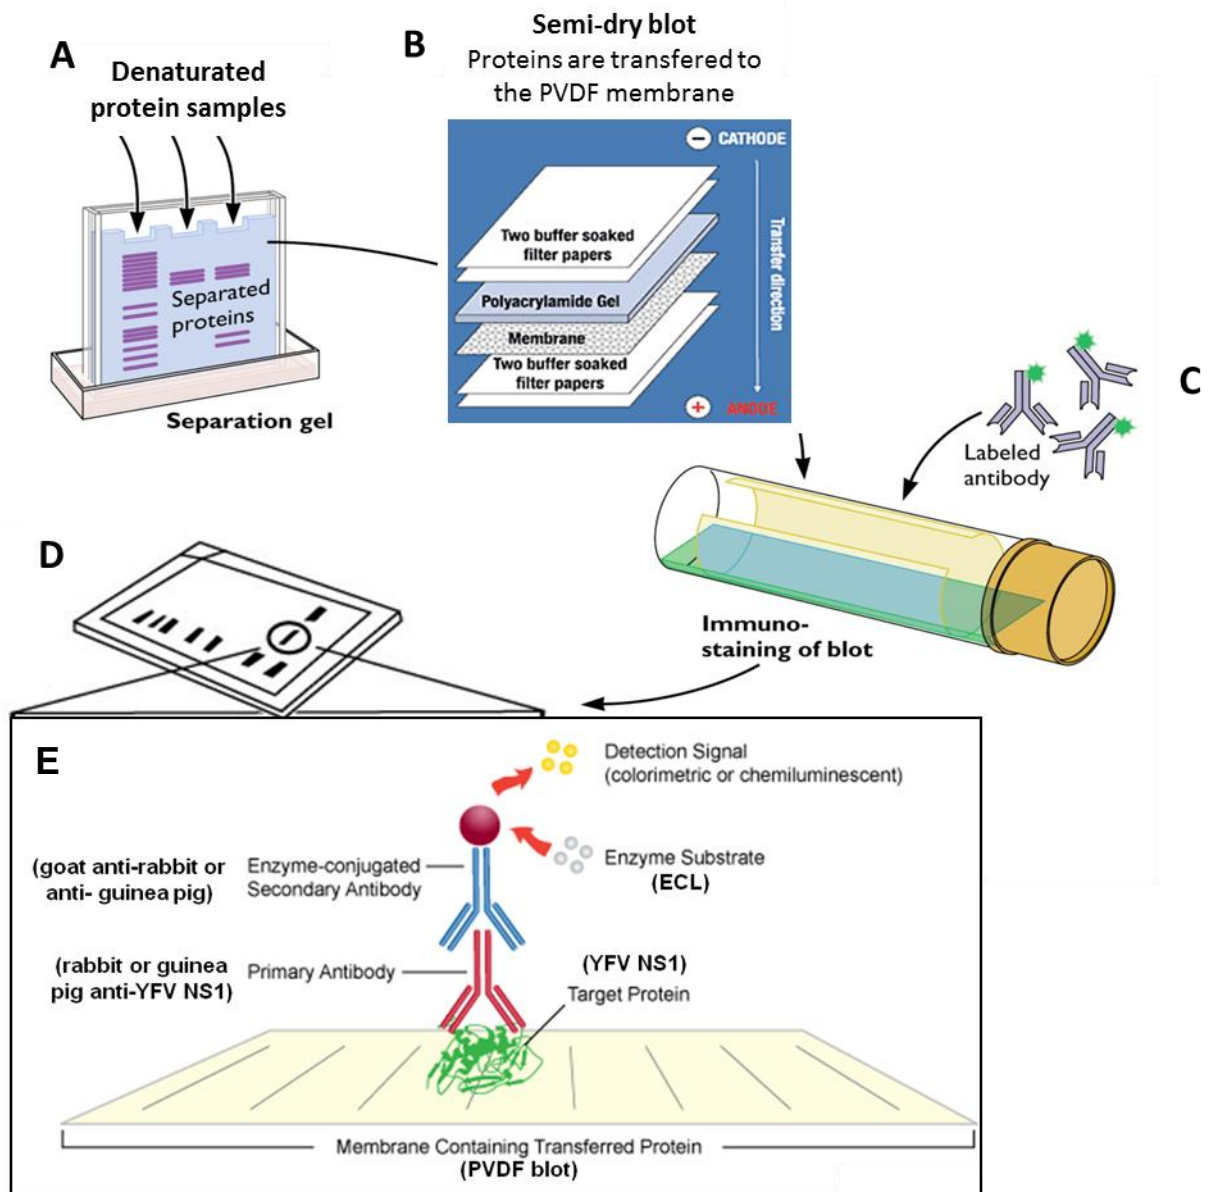 A
Denaturated
protein samples
Separated
proteins
Separation gel
B
Semi-dry blot
Proteins are transfered to
the PVDF membrane
− CATHODE
Two buffer soaked
filter papers
Polyacrylamide Gel
Membrane
Two buffer soaked
filter papers
Transfer direction
+ ANODE
C
Labeled
antibody
Immuno-
staining of blot
D
E
Detection Signal
(colorimetric or chemiluminescent)
Enzyme Substrate
(ECL)
(goat anti-rabbit or
anti- guinea pig)
Enzyme-conjugated
Secondary Antibody
(rabbit or guinea
pig anti-YFV NS1)
Primary Antibody
(YFV NS1)
Target Protein
Membrane Containing Transferred Protein
(PVDF blot)